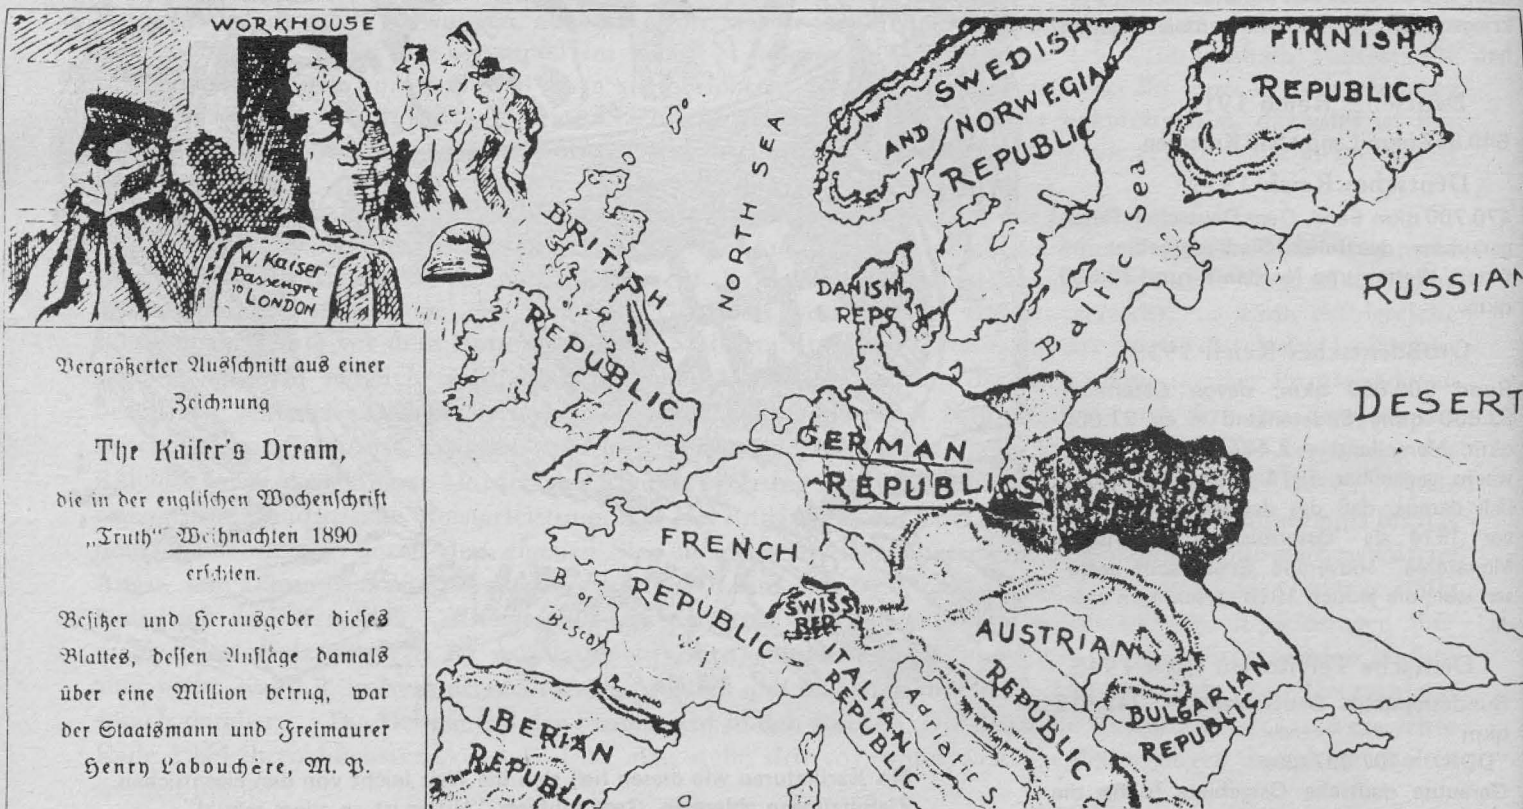 WORKHOUSE
W. Kaiser
Passenger
to
LONDON
Vergrößerter Ausschnitt aus einer
Zeichnung
The Kaiser's Dream,
die in der englischen Wochenschrift
„Truth" Weihnachten 1890
erschien.
Besitzer und Herausgeber dieses
Blattes, dessen Auflage damals
über eine Million betrug, war
der Staatsmann und Freimaurer
Henry Labouchère, M. P.
NORTH SEA
SWEDISH
AND NORWEGIAN
REPUBLIC
FINNISH
REPUBLIC
Baltic Sea
BRITISH
REPUBLIC
DANISH
REPC
RUSSIAN
DESERT
GERMAN
REPUBLICS
POLISH
REPUBLIC
FRENCH
REPUBLIC
B.
of
Biscay
SWISS
REP
AUSTRIAN
REPUBLIC
ITALIAN
REPUBLIC
Adriatic S.
BULGARIAN
REPUBLIC
IBERIAN
REPUBLIC